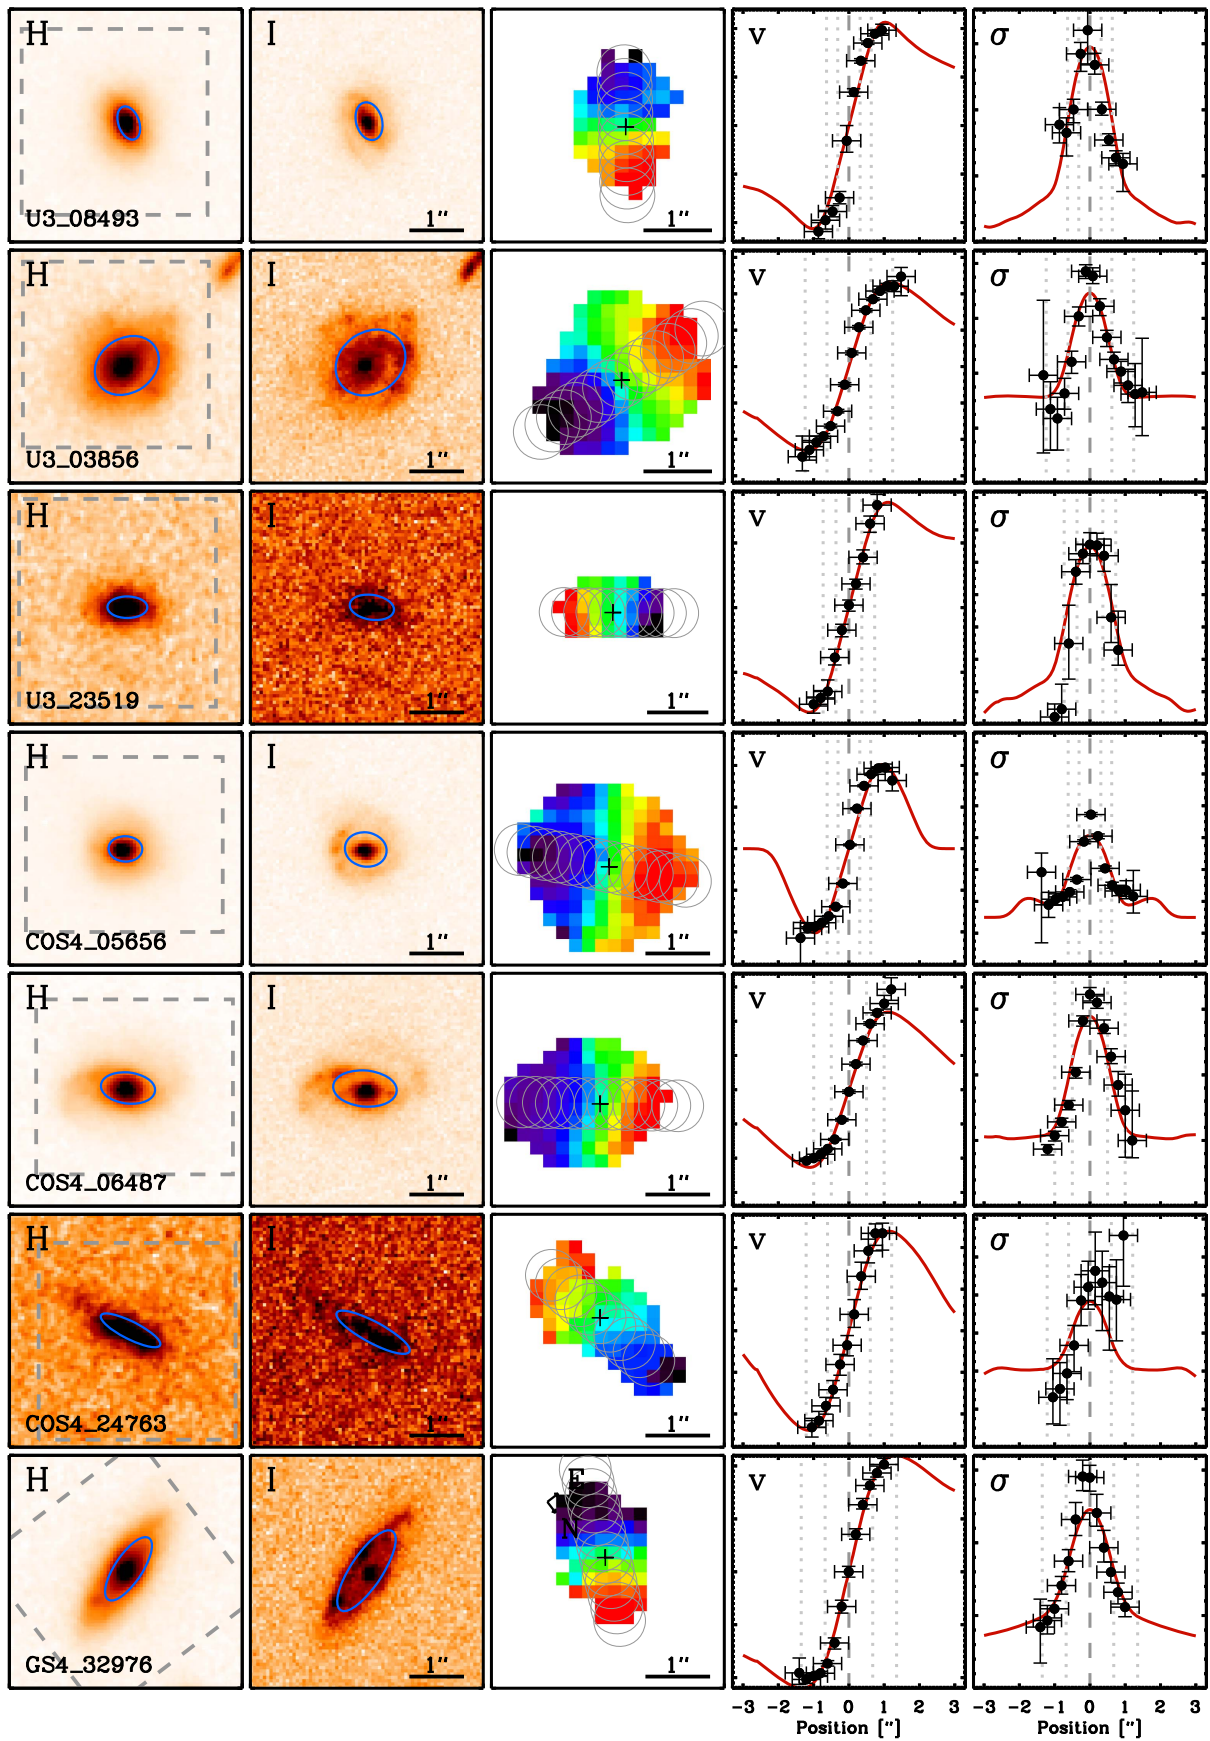 H
I
v
σ
U3_08493
1″
1″
H
I
v
σ
U3_03856
1″
1″
H
I
v
σ
U3_23519
1″
1″
H
I
v
σ
COS4_05656
1″
1″
H
I
v
σ
COS4_06487
1″
1″
H
I
v
σ
COS4_24763
1″
1″
H
I
E
N
v
σ
GS4_32976
1″
1″
-3 -2 -1 0 1 2 3
-3 -2 -1 0 1 2 3
Position [″]
Position [″]